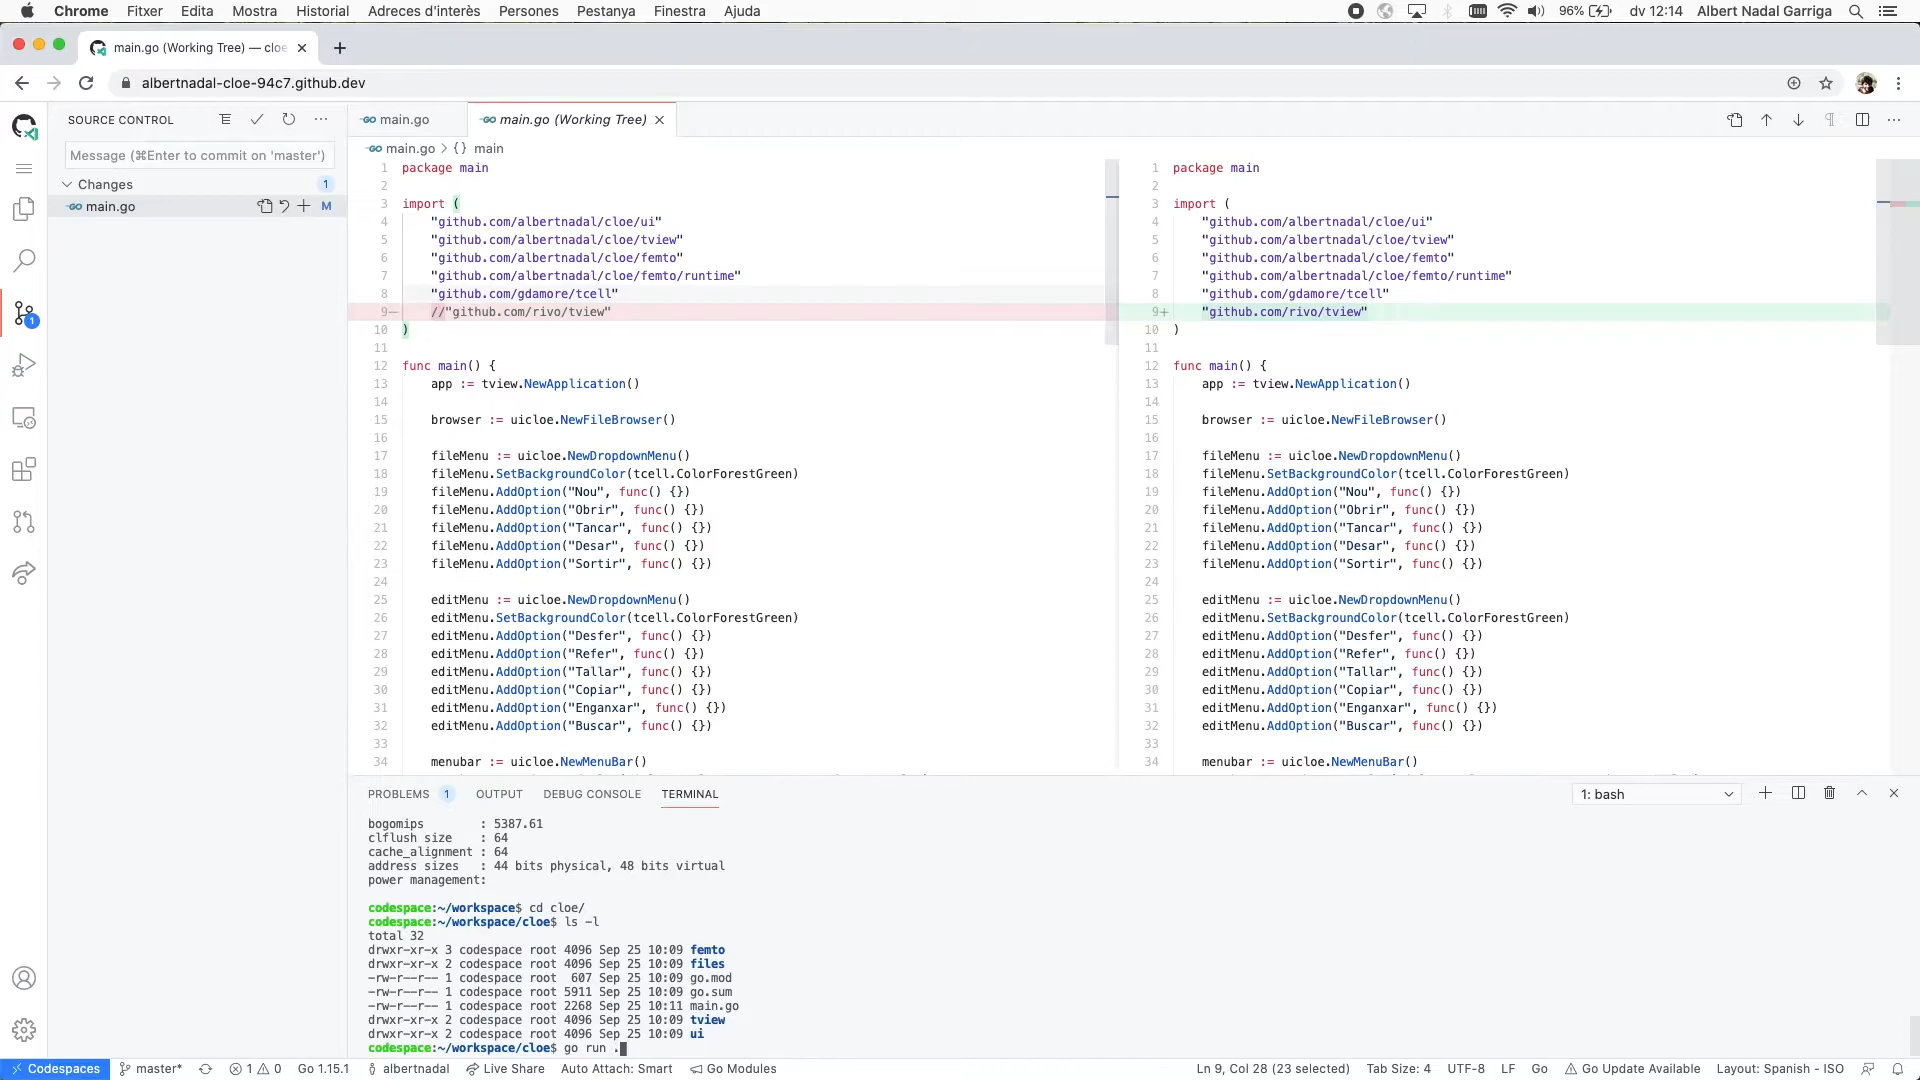 Chrome Fitxer Edita Mostra Historial Adreces d'interès Persones Pestanya Finestra Ajuda 96% dv 12:14 Albert Nadal Garriga
main.go (Working Tree) — cloe
albertnadal-cloe-94c7.github.dev
SOURCE CONTROL
Message (⌘Enter to commit on 'master')
Changes 1
main.go M
main.go
main.go (Working Tree)
main.go > {} main
1 package main
2
3 import (
4 "github.com/albertnadal/cloe/ui"
5 "github.com/albertnadal/cloe/tview"
6 "github.com/albertnadal/cloe/femto"
7 "github.com/albertnadal/cloe/femto/runtime"
8 "github.com/gdamore/tcell"
9— //"github.com/rivo/tview"
10 )
11
12 func main() {
13 app := tview.NewApplication()
14
15 browser := uicloe.NewFileBrowser()
16
17 fileMenu := uicloe.NewDropdownMenu()
18 fileMenu.SetBackgroundColor(tcell.ColorForestGreen)
19 fileMenu.AddOption("Nou", func() {})
20 fileMenu.AddOption("Obrir", func() {})
21 fileMenu.AddOption("Tancar", func() {})
22 fileMenu.AddOption("Desar", func() {})
23 fileMenu.AddOption("Sortir", func() {})
24
25 editMenu := uicloe.NewDropdownMenu()
26 editMenu.SetBackgroundColor(tcell.ColorForestGreen)
27 editMenu.AddOption("Desfer", func() {})
28 editMenu.AddOption("Refer", func() {})
29 editMenu.AddOption("Tallar", func() {})
30 editMenu.AddOption("Copiar", func() {})
31 editMenu.AddOption("Enganxar", func() {})
32 editMenu.AddOption("Buscar", func() {})
33
34 menubar := uicloe.NewMenuBar()
1 package main
2
3 import (
4 "github.com/albertnadal/cloe/ui"
5 "github.com/albertnadal/cloe/tview"
6 "github.com/albertnadal/cloe/femto"
7 "github.com/albertnadal/cloe/femto/runtime"
8 "github.com/gdamore/tcell"
9+ "github.com/rivo/tview"
10 )
11
12 func main() {
13 app := tview.NewApplication()
14
15 browser := uicloe.NewFileBrowser()
16
17 fileMenu := uicloe.NewDropdownMenu()
18 fileMenu.SetBackgroundColor(tcell.ColorForestGreen)
19 fileMenu.AddOption("Nou", func() {})
20 fileMenu.AddOption("Obrir", func() {})
21 fileMenu.AddOption("Tancar", func() {})
22 fileMenu.AddOption("Desar", func() {})
23 fileMenu.AddOption("Sortir", func() {})
24
25 editMenu := uicloe.NewDropdownMenu()
26 editMenu.SetBackgroundColor(tcell.ColorForestGreen)
27 editMenu.AddOption("Desfer", func() {})
28 editMenu.AddOption("Refer", func() {})
29 editMenu.AddOption("Tallar", func() {})
30 editMenu.AddOption("Copiar", func() {})
31 editMenu.AddOption("Enganxar", func() {})
32 editMenu.AddOption("Buscar", func() {})
33
34 menubar := uicloe.NewMenuBar()
PROBLEMS 1 OUTPUT DEBUG CONSOLE TERMINAL 1: bash
bogomips : 5387.61
clflush size : 64
cache_alignment : 64
address sizes : 44 bits physical, 48 bits virtual
power management:
codespace:~/workspace$ cd cloe/
codespace:~/workspace/cloe$ ls -l
total 32
drwxr-xr-x 3 codespace root 4096 Sep 25 10:09 femto
drwxr-xr-x 2 codespace root 4096 Sep 25 10:09 files
-rw-r--r-- 1 codespace root 607 Sep 25 10:09 go.mod
-rw-r--r-- 1 codespace root 5911 Sep 25 10:09 go.sum
-rw-r--r-- 1 codespace root 2268 Sep 25 10:11 main.go
drwxr-xr-x 2 codespace root 4096 Sep 25 10:09 tview
drwxr-xr-x 2 codespace root 4096 Sep 25 10:09 ui
codespace:~/workspace/cloe$ go run .
Codespaces master* 1 0 Go 1.15.1 albertnadal Live Share Auto Attach: Smart Go Modules Ln 9, Col 28 (23 selected) Tab Size: 4 UTF-8 LF Go Go Update Available Layout: Spanish - ISO